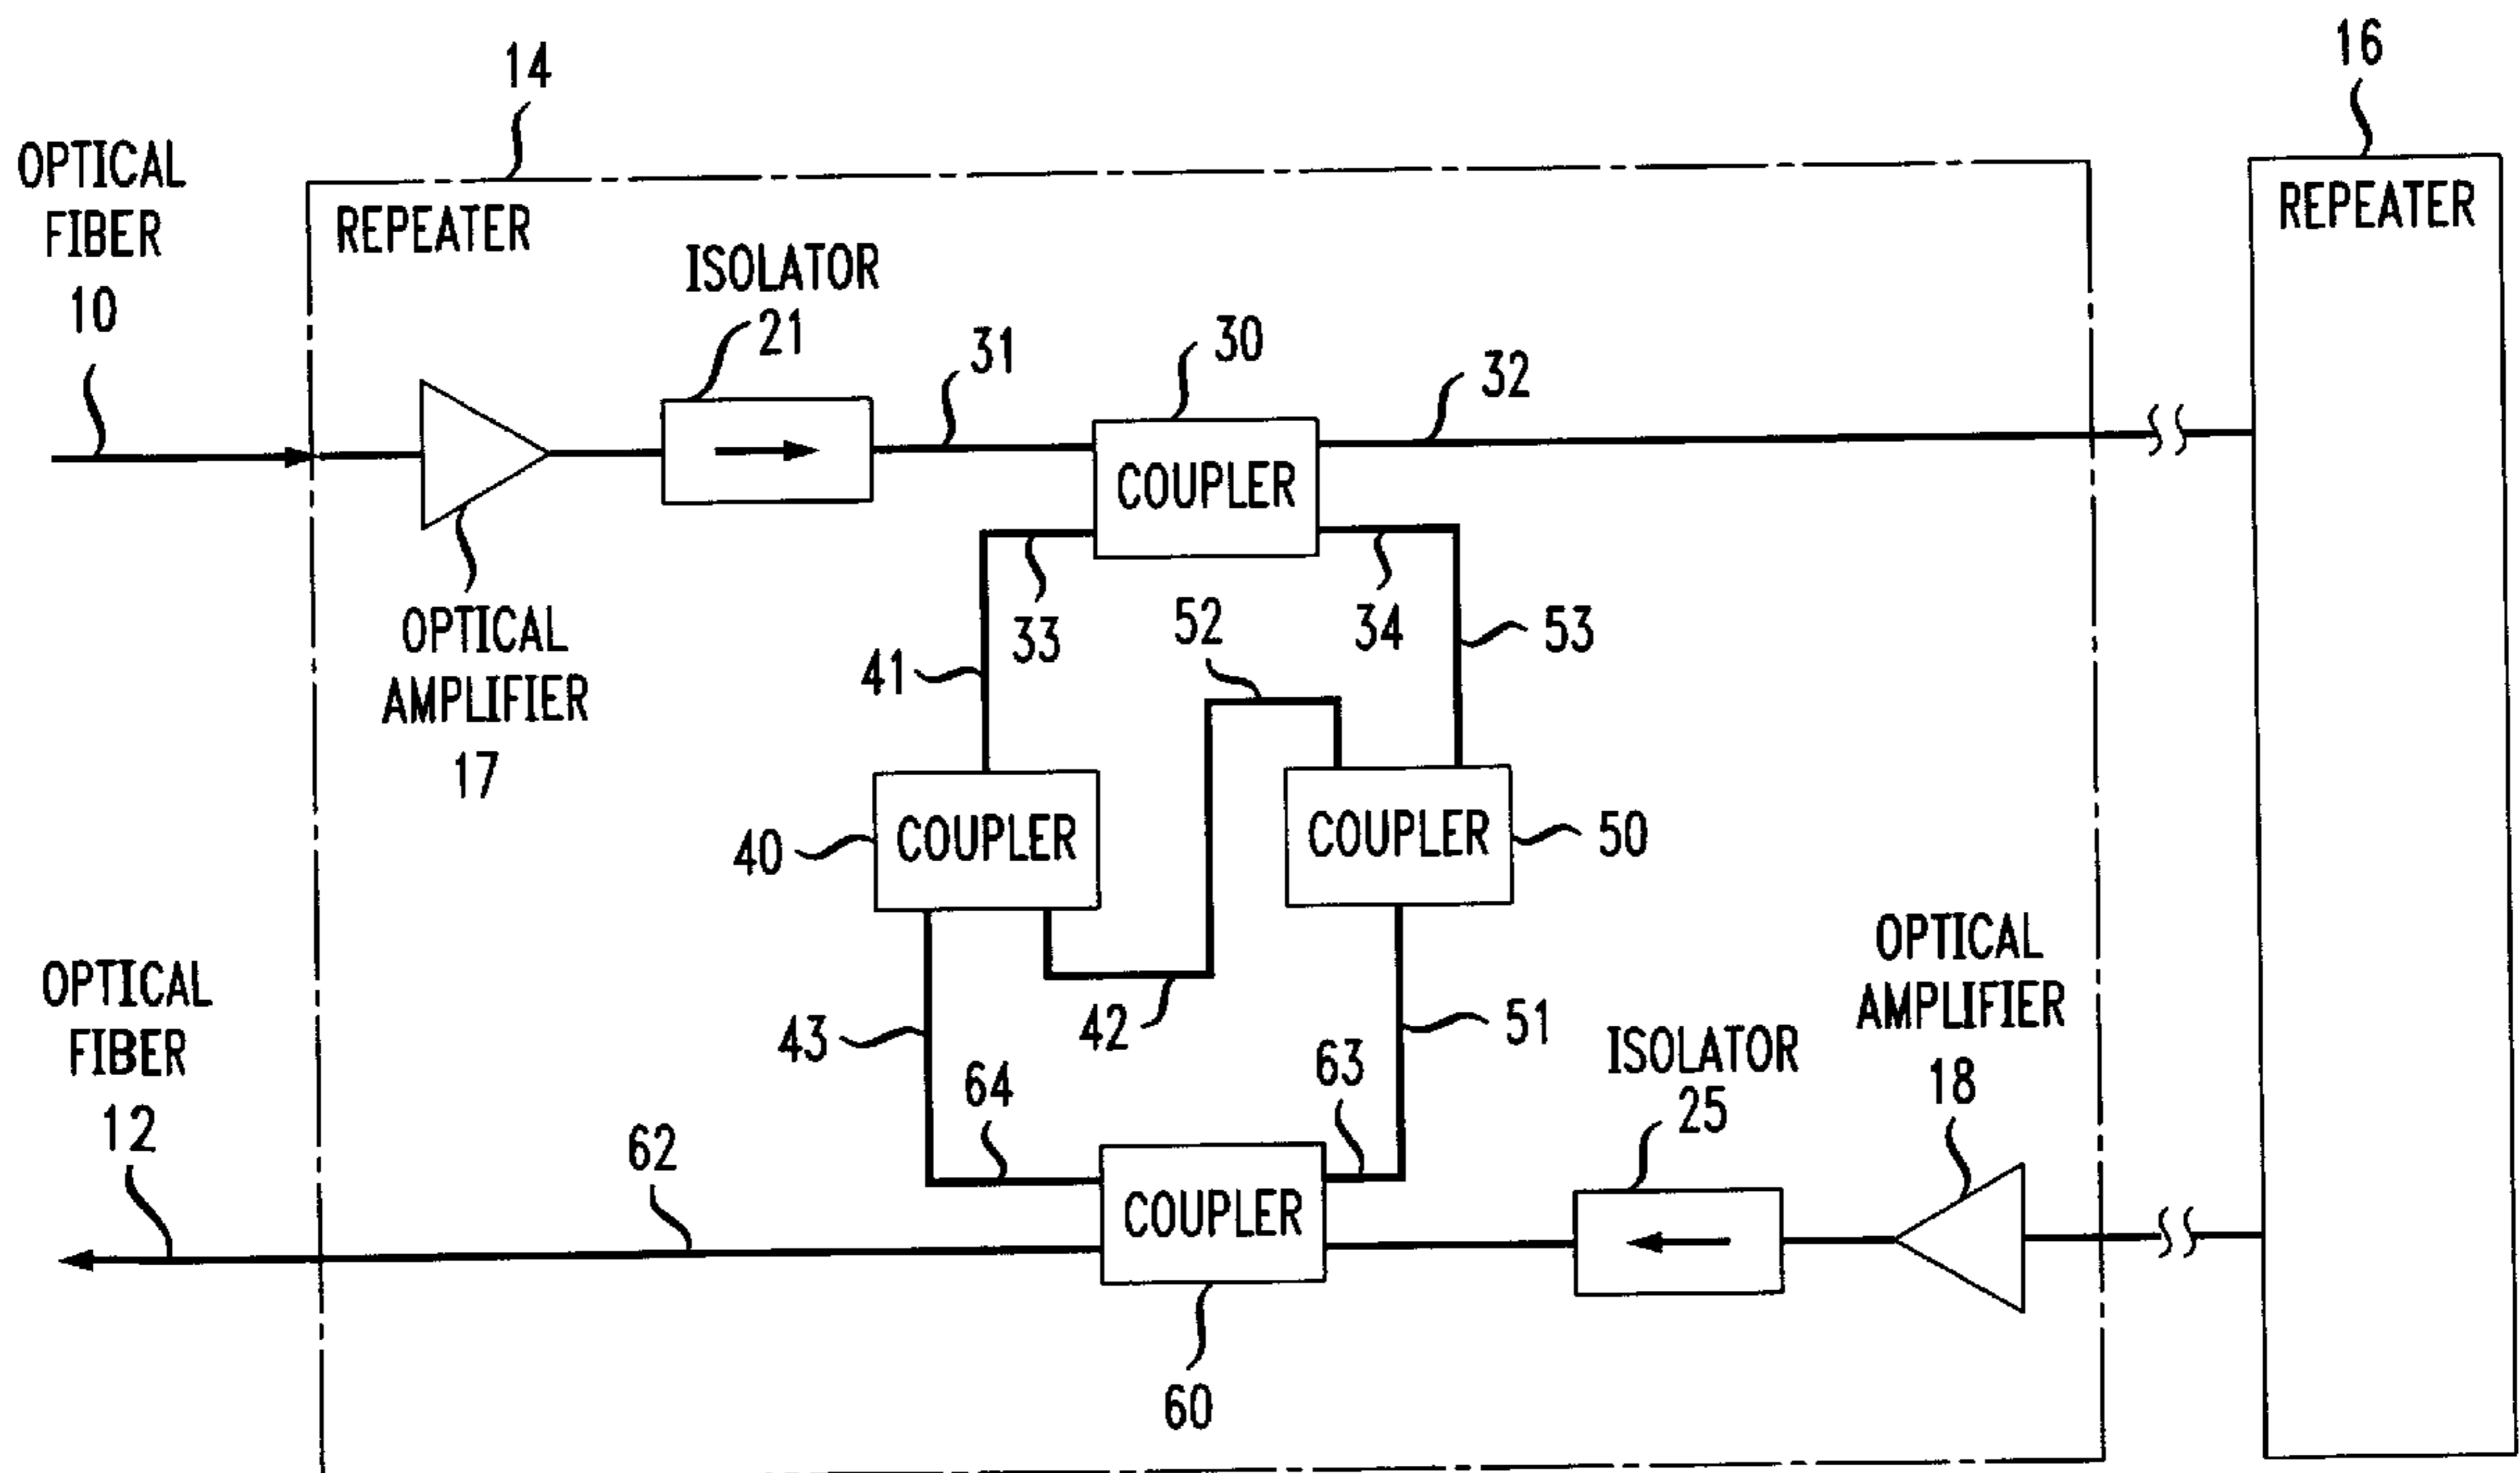 14
16
OPTICAL
FIBER
10
REPEATER
REPEATER
ISOLATOR
21
31
30
32
OPTICAL
AMPLIFIER
17
33
34
52
53
41
40
COUPLER
COUPLER
COUPLER
50
OPTICAL
FIBER
12
43
42
51
OPTICAL
AMPLIFIER
18
ISOLATOR
25
64
63
62
COUPLER
60